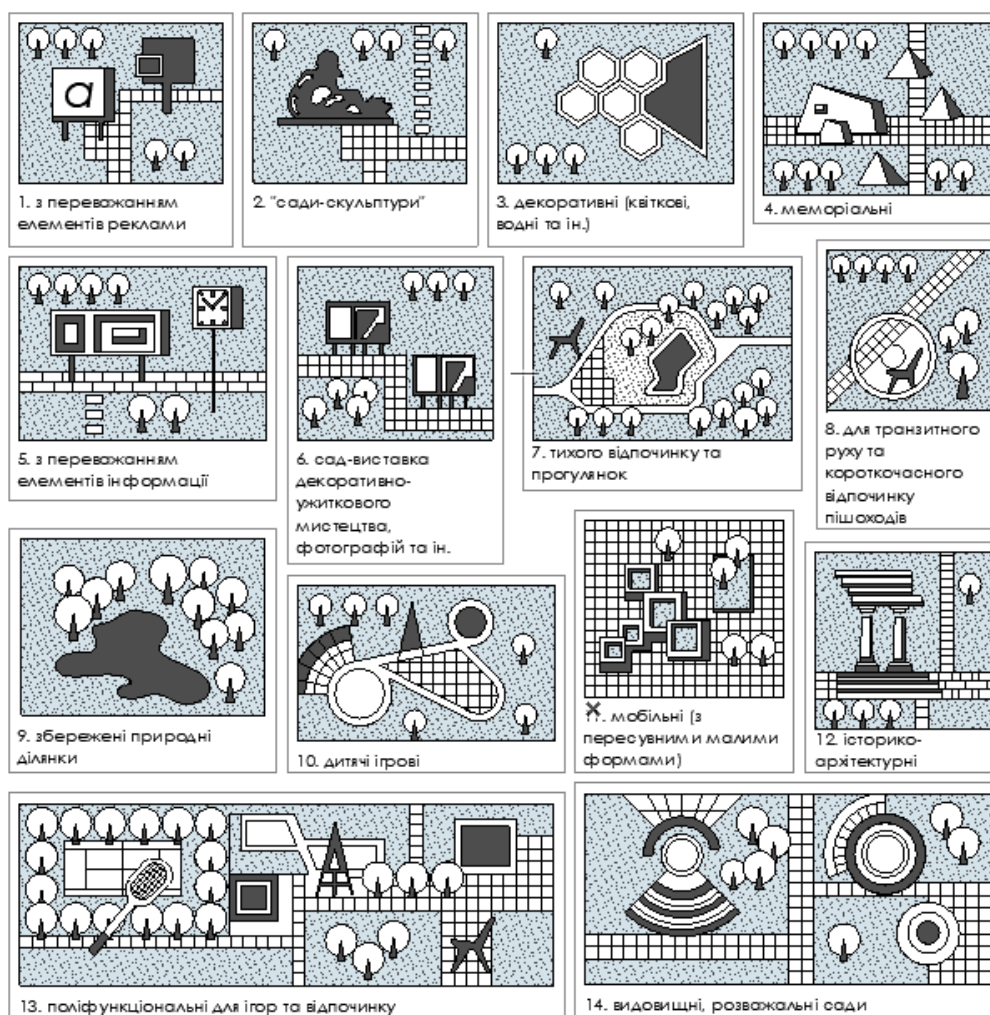 a
1. з переважанням
елементів реклами
2. "сади-скульптури"
3. декоративні (квіткові,
водні та ін.)
4. меморіальні
5. з переважанням
елементів інформації
6. сад-виставка
декоративно-
ужиткового
мистецтва,
фотографій та ін.
7. тихого відпочинку та
прогулянок
8. для транзитного
руху та
короткочасного
відпочинку
пішоходів
9. збережені природні
ділянки
10. дитячі ігрові
11. мобільні (з
пересувними малими
формами)
12. історико-
архітектурні
13. поліфункціональні для ігор та відпочинку
14. видовищні, розважальні сади